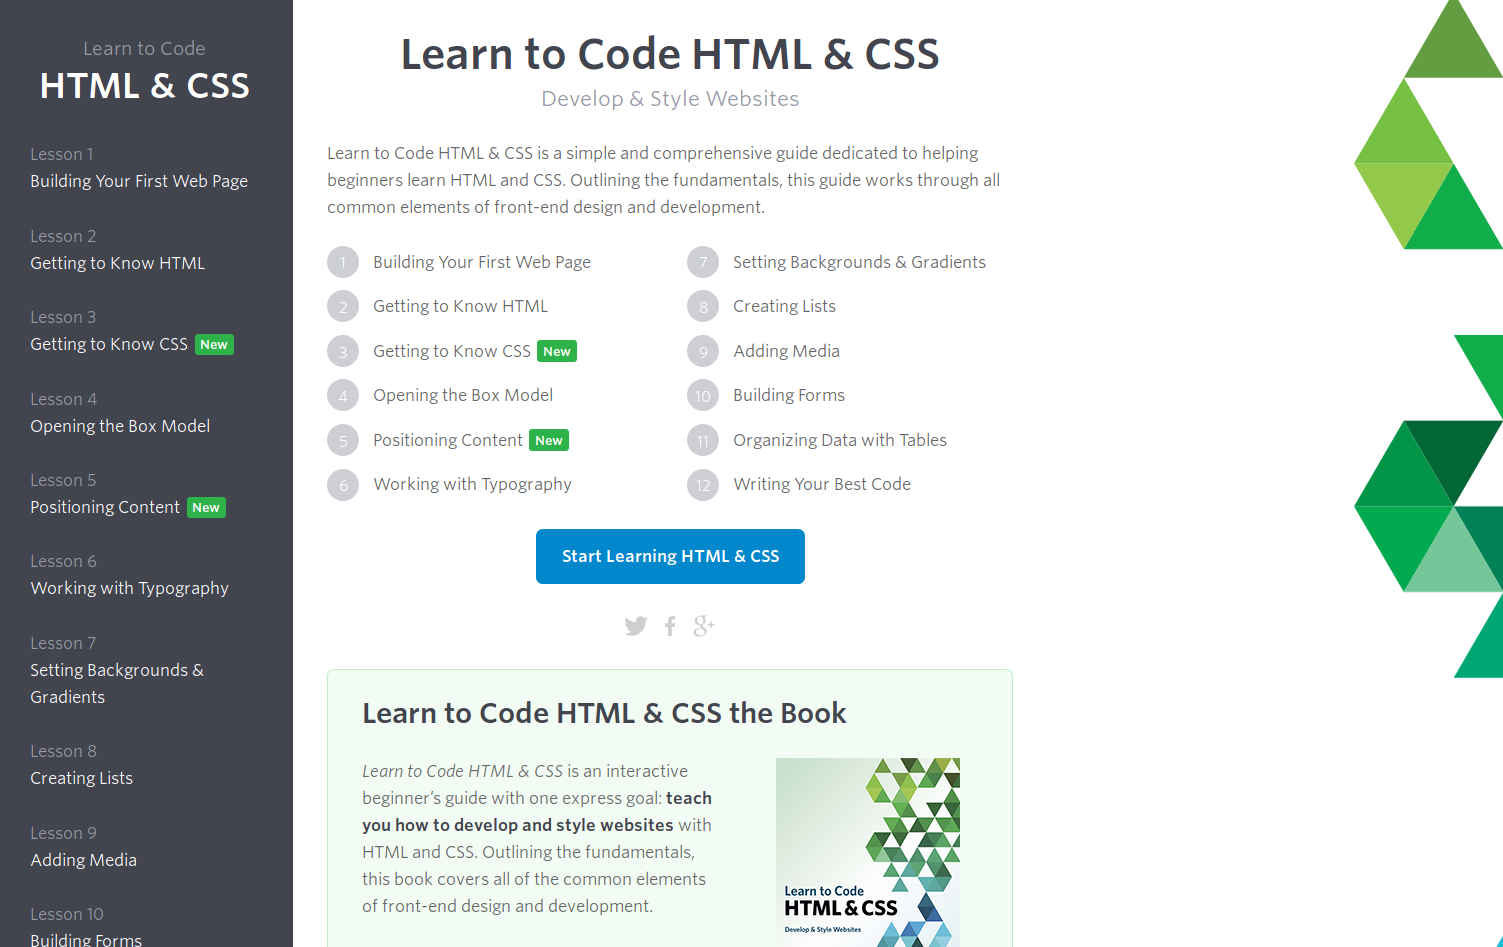 Learn to Code
HTML & CSS
Lesson 1
Building Your First Web Page
Lesson 2
Getting to Know HTML
Lesson 3
Getting to Know CSS New
Lesson 4
Opening the Box Model
Lesson 5
Positioning Content New
Lesson 6
Working with Typography
Lesson 7
Setting Backgrounds &
Gradients
Lesson 8
Creating Lists
Lesson 9
Adding Media
Lesson 10
Building Forms
Learn to Code HTML & CSS
Develop & Style Websites
Learn to Code HTML & CSS is a simple and comprehensive guide dedicated to helping
beginners learn HTML and CSS. Outlining the fundamentals, this guide works through all
common elements of front-end design and development.
1 Building Your First Web Page
2 Getting to Know HTML
3 Getting to Know CSS New
4 Opening the Box Model
5 Positioning Content New
6 Working with Typography
7 Setting Backgrounds & Gradients
8 Creating Lists
9 Adding Media
10 Building Forms
11 Organizing Data with Tables
12 Writing Your Best Code
Start Learning HTML & CSS
Learn to Code HTML & CSS the Book
Learn to Code HTML & CSS is an interactive
beginner’s guide with one express goal: teach
you how to develop and style websites with
HTML and CSS. Outlining the fundamentals,
this book covers all of the common elements
of front-end design and development.
Learn to Code
HTML & CSS
Develop & Style Websites